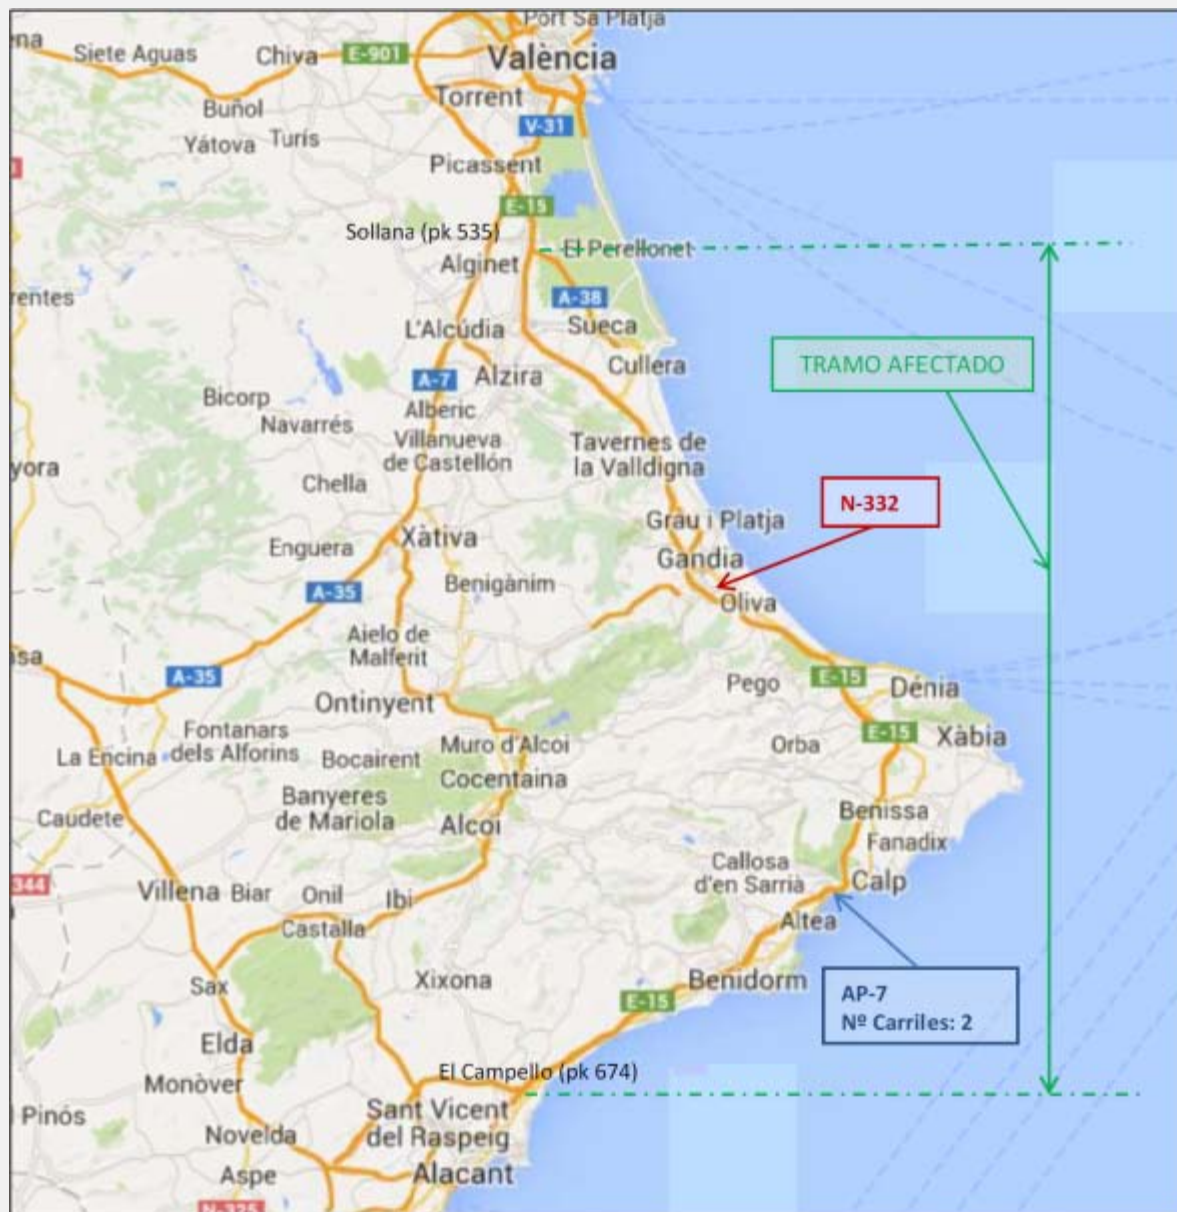 Port Sa Platja
ena
Siete Aguas
Chiva
E-901
València
Buñol
Torrent
V-31
Yátova
Turís
Picassent
E-15
Sollana (pk 535)
El Perellonet
Alginet
rentes
A-38
L'Alcúdia
Sueca
TRAMO AFECTADO
Cullera
A-7
Alzira
Bicorp
Alberic
Navarrés
Villanueva
de Castellón
Tavernes de
la Valldigna
yora
Chella
N-332
Grau i Platja
Gandia
Enguera
Xàtiva
Benigànim
A-35
Oliva
Aielo de
Malferit
nsa
A-35
Pego
E-15
Dénia
Ontinyent
Fontanars
dels Alforins
La Encina
Bocairent
Muro d'Alcoi
Orba
E-15
Xàbia
Cocentaina
Banyeres
de Mariola
Caudete
Alcoi
Benissa
Fanadix
344
Villena
Biar
Onil
Ibi
Callosa
d'en Sarrià
Calp
Castalla
Altea
Sax
Xixona
Benidorm
E-15
AP-7
Nº Carriles: 2
Elda
Monòver
El Campello (pk 674)
l Pinós
Sant Vicent
del Raspeig
Novelda
Aspe
Alacant
N-325